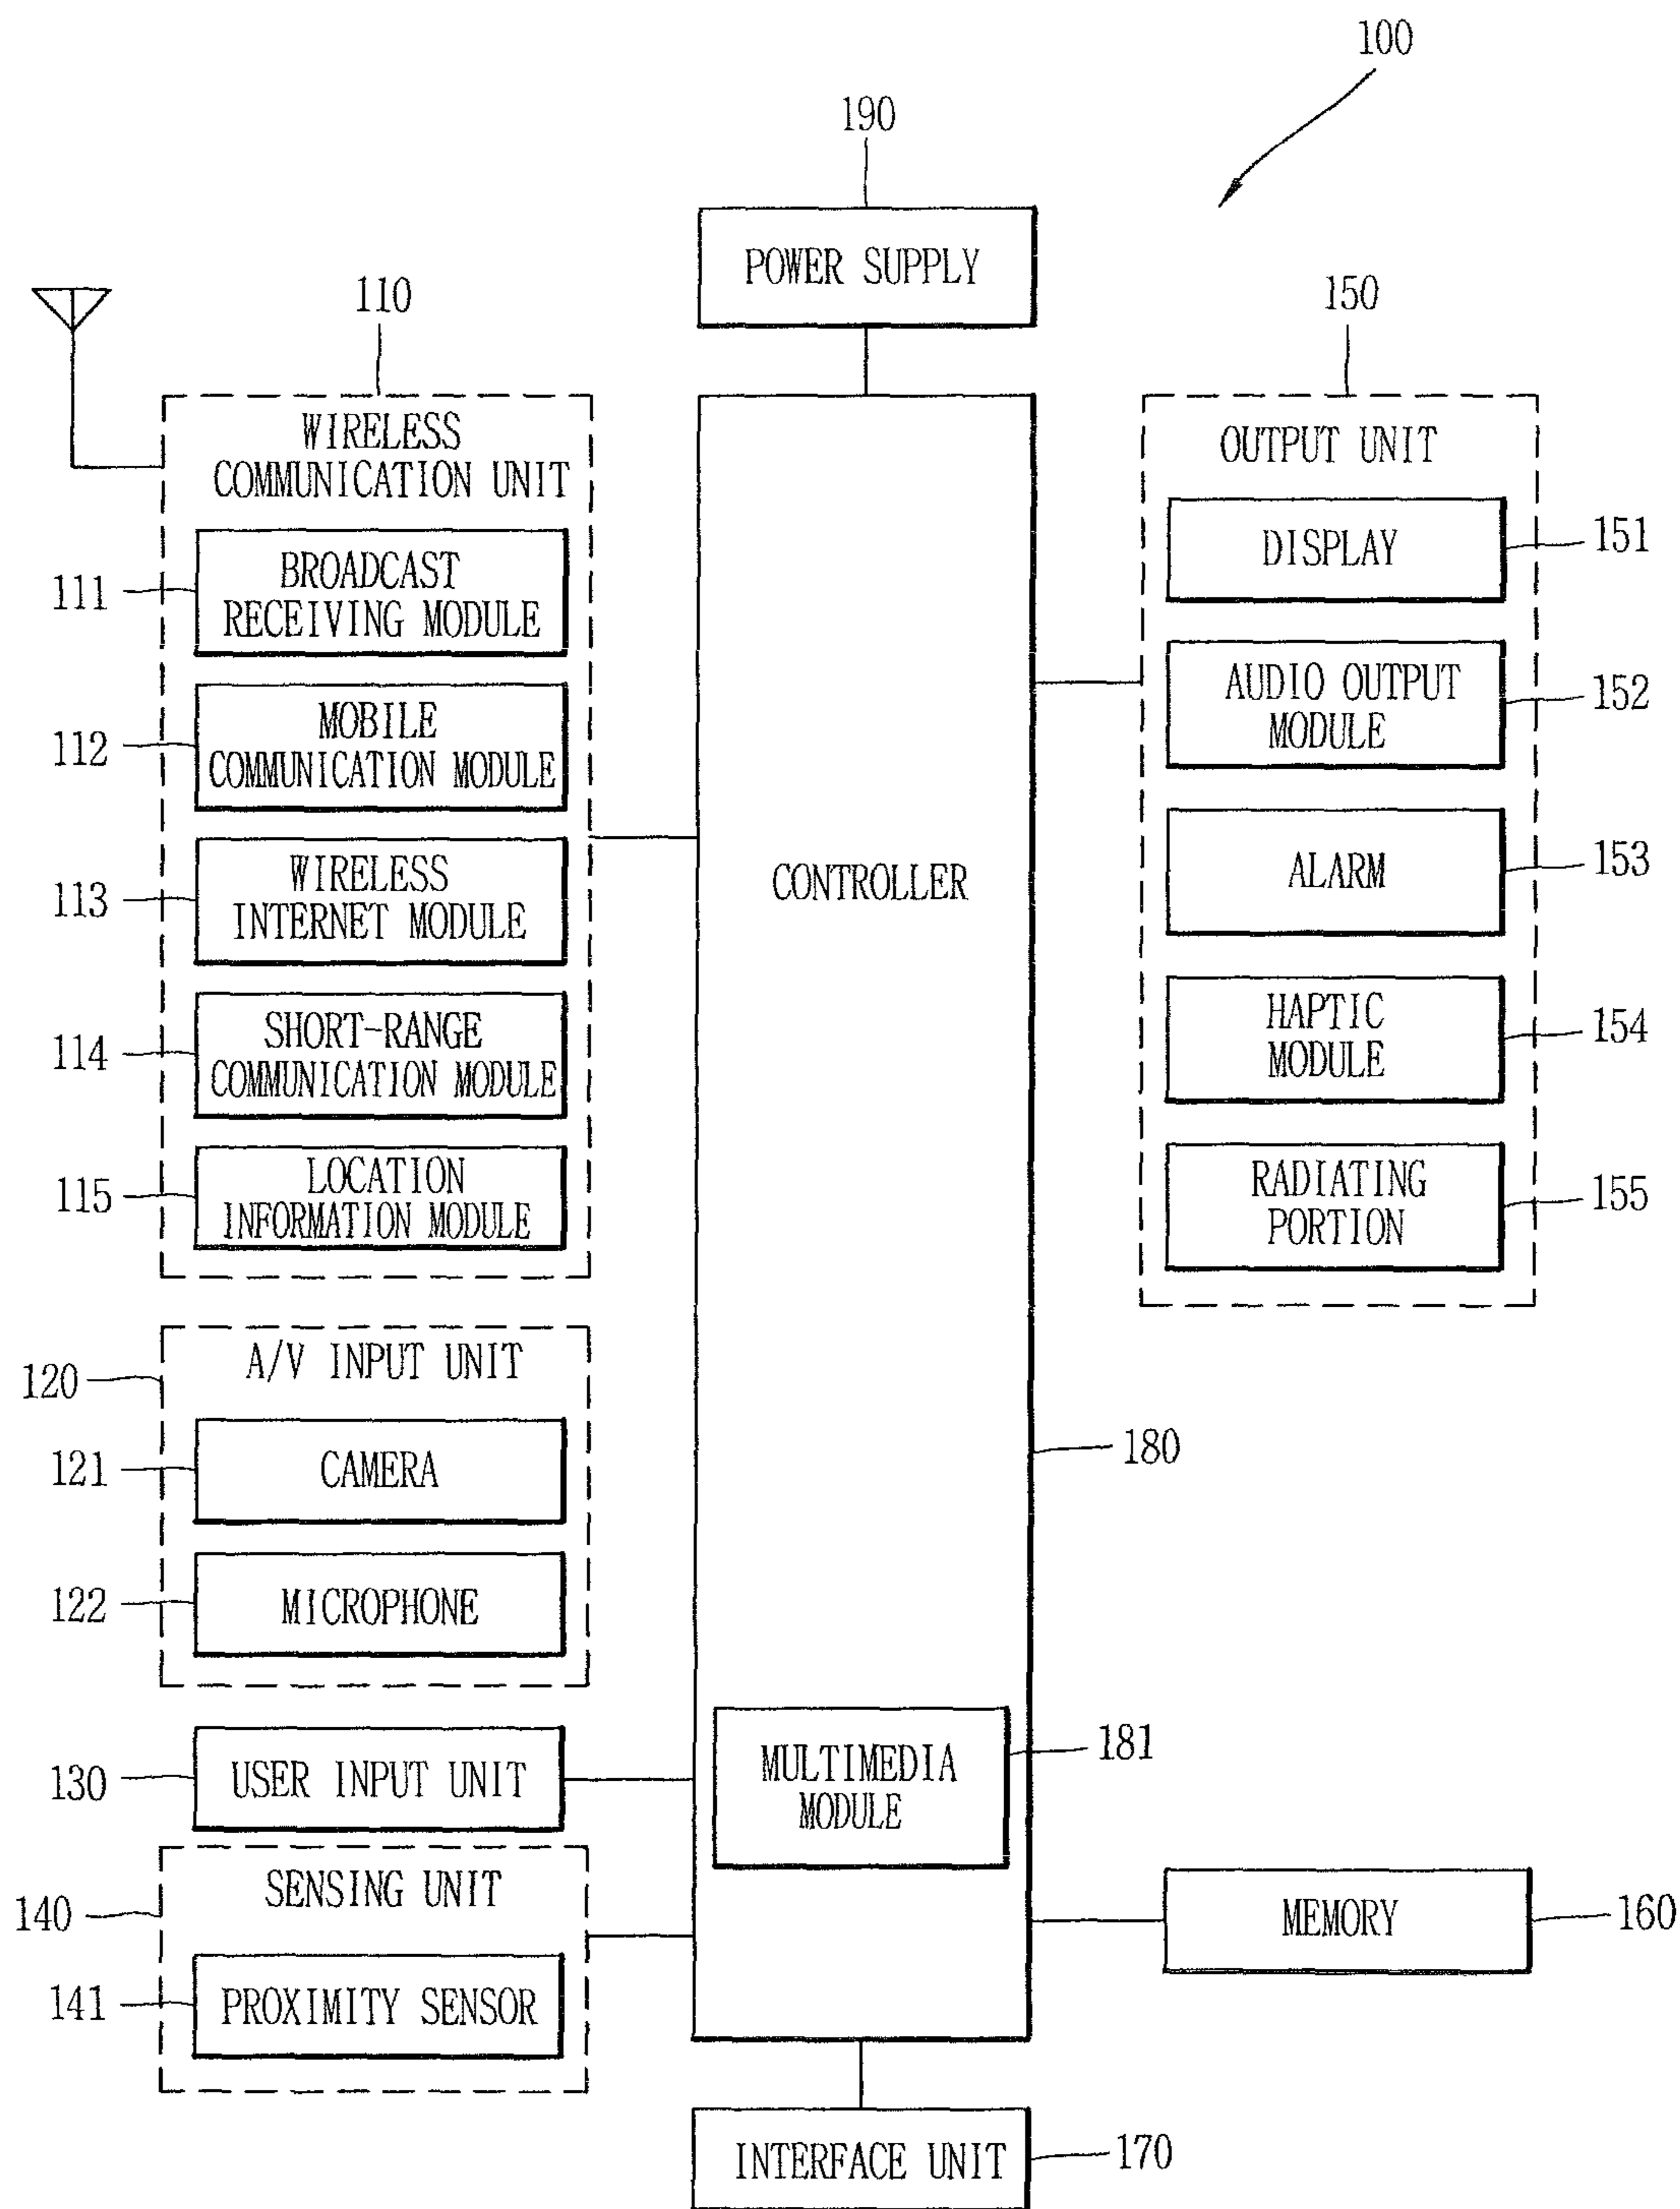 100
190
POWER SUPPLY
110
WIRELESS
COMMUNICATION UNIT
111
BROADCAST
RECEIVING MODULE
112
MOBILE
COMMUNICATION MODULE
113
WIRELESS
INTERNET MODULE
114
SHORT-RANGE
COMMUNICATION MODULE
115
LOCATION
INFORMATION MODULE
120
A/V INPUT UNIT
121
CAMERA
122
MICROPHONE
130
USER INPUT UNIT
140
SENSING UNIT
141
PROXIMITY SENSOR
CONTROLLER
180
MULTIMEDIA
MODULE
181
150
OUTPUT UNIT
DISPLAY
151
AUDIO OUTPUT
MODULE
152
ALARM
153
HAPTIC
MODULE
154
RADIATING
PORTION
155
MEMORY
160
INTERFACE UNIT
170